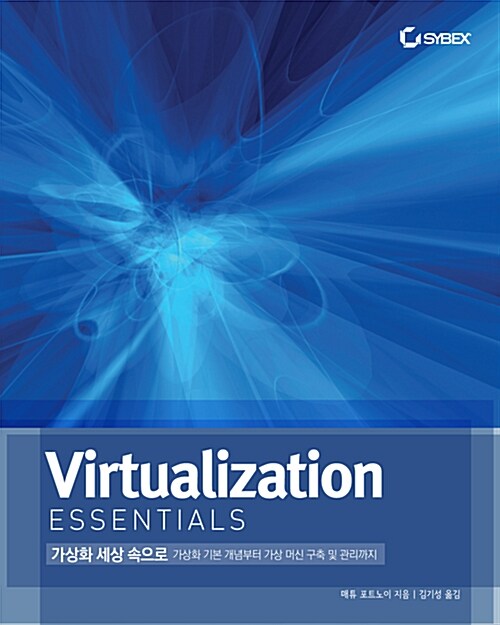 SYBEX
Virtualization
ESSENTIALS
가상화 세상 속으로 가상화 기본 개념부터 가상 머신 구축 및 관리까지
매튜 포트노이 지음 | 김기성 옮김